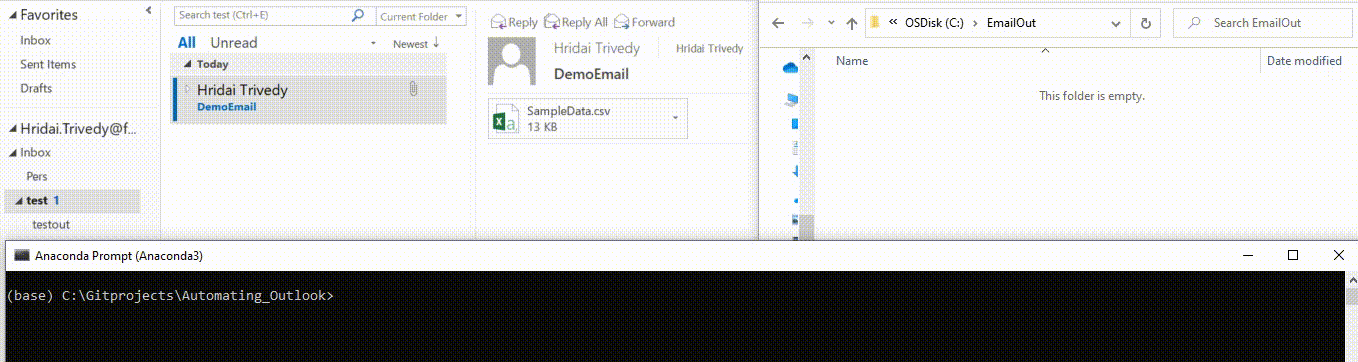 Favorites
Inbox
Sent Items
Drafts
Hridai.Trivedy@f...
Inbox
Pers
test 1
testout
Search test (Ctrl+E)
Current Folder
All Unread
Newest ↓
Today
Hridai Trivedy
DemoEmail
Reply Reply All Forward
Hridai Trivedy
Hridai Trivedy
DemoEmail
SampleData.csv
13 KB
« OSDisk (C:) › EmailOut
Search EmailOut
Name
Date modified
This folder is empty.
Anaconda Prompt (Anaconda3)
(base) C:\Gitprojects\Automating_Outlook>